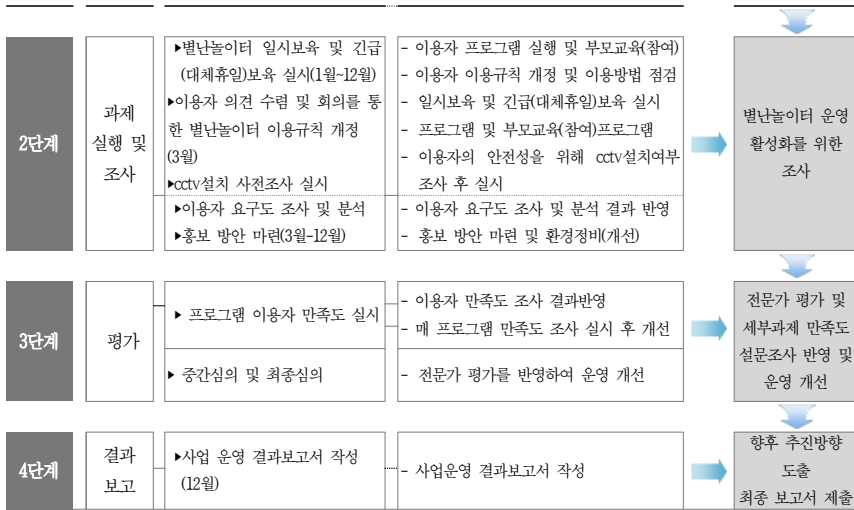 2단계
과제
실행 및
조사
▶별난놀이터 일시보육 및 긴급
(대체휴일)보육 실시(1월~12월)
▶이용자 의견 수렴 및 회의를 통
한 별난놀이터 이용규칙 개정
(3월)
▶cctv설치 사전조사 실시
▶이용자 요구도 조사 및 분석
▶홍보 방안 마련(3월-12월)
- 이용자 프로그램 실행 및 부모교육(참여)
- 이용자 이용규칙 개정 및 이용방법 점검
- 일시보육 및 긴급(대체휴일)보육 실시
- 프로그램 및 부모교육(참여)프로그램
- 이용자의 안전성을 위해 cctv설치여부
조사 후 실시
- 이용자 요구도 조사 및 분석 결과 반영
- 홍보 방안 마련 및 환경정비(개선)
별난놀이터 운영
활성화를 위한
조사
3단계
평가
▶ 프로그램 이용자 만족도 실시
- 이용자 만족도 조사 결과반영
- 매 프로그램 만족도 조사 실시 후 개선
▶ 중간심의 및 최종심의
- 전문가 평가를 반영하여 운영 개선
전문가 평가 및
세부과제 만족도
설문조사 반영 및
운영 개선
4단계
결과
보고
▶사업 운영 결과보고서 작성
(12월)
- 사업운영 결과보고서 작성
향후 추진방향
도출
최종 보고서 제출